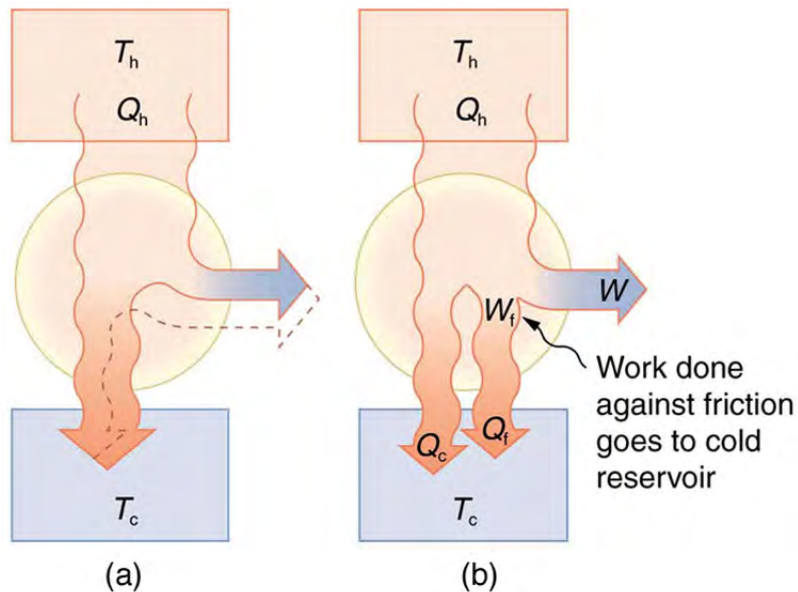 Th
Qh
Tc
(a)
Th
Qh
W
Wf
Work done
against friction
goes to cold
reservoir
Qc
Qf
Tc
(b)